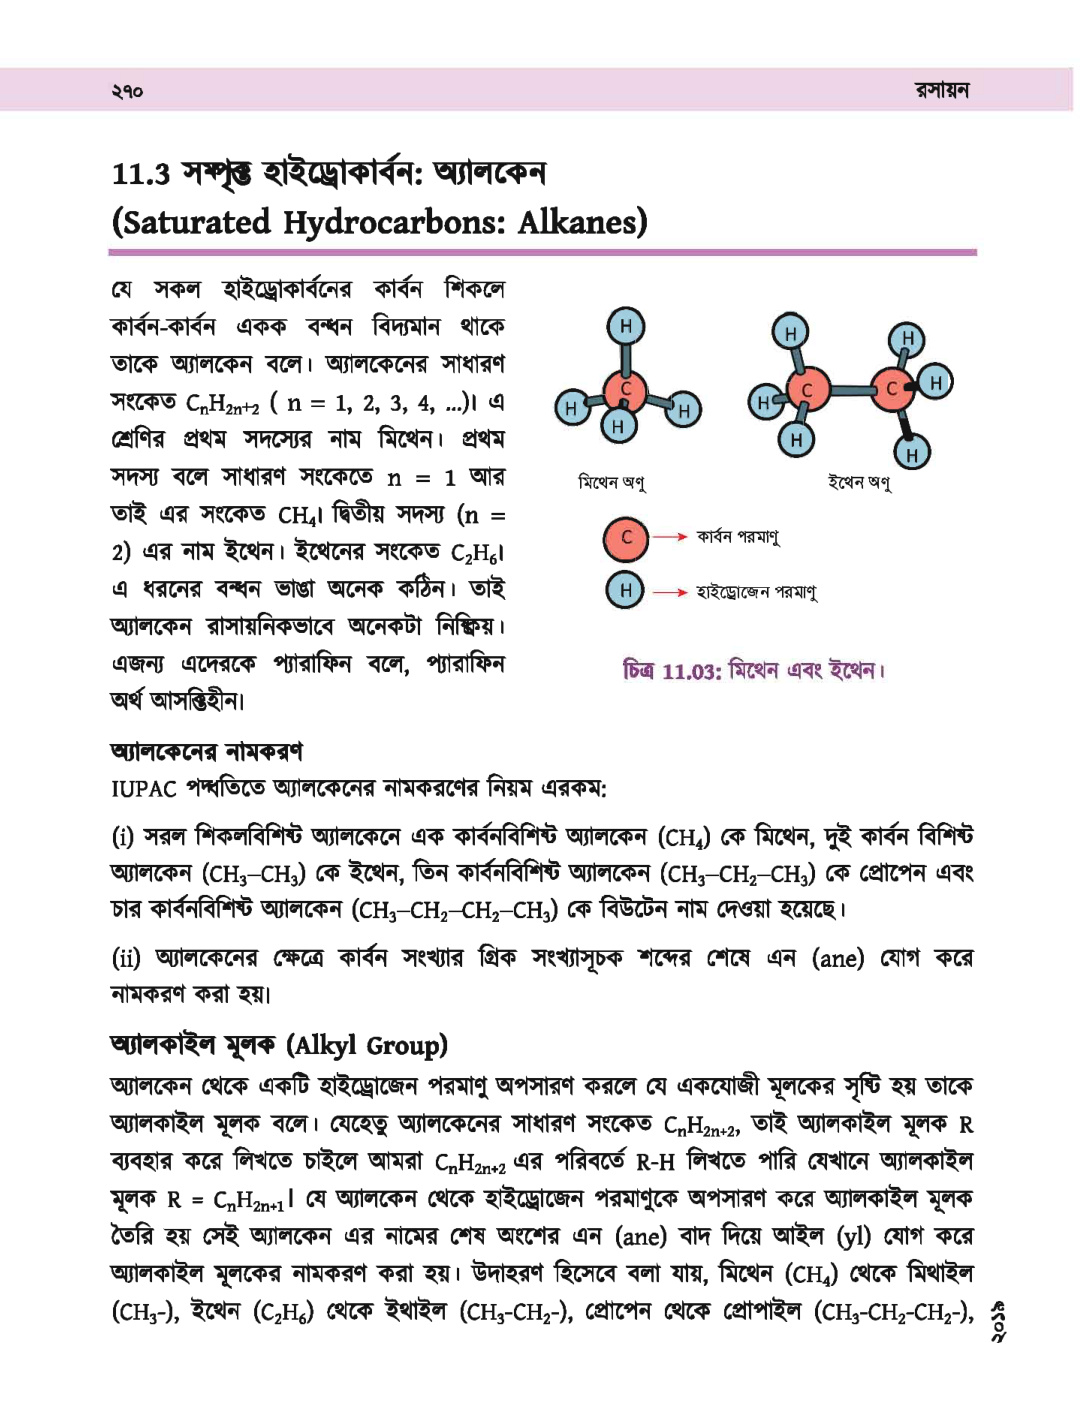 ২৭০
রসায়ন
11.3 সম্পৃক্ত হাইড্রোকার্বন: অ্যালকেন
(Saturated Hydrocarbons: Alkanes)
যে সকল হাইড্রোকার্বনের কার্বন শিকলে
কার্বন-কার্বন একক বন্ধন বিদ্যমান থাকে
তাকে অ্যালকেন বলে। অ্যালকেনের সাধারণ
সংকেত CₙH₂ₙ₊₂ ( n = 1, 2, 3, 4, ...)। এ
শ্রেণির প্রথম সদস্যের নাম মিথেন। প্রথম
সদস্য বলে সাধারণ সংকেতে n = 1 আর
তাই এর সংকেত CH₄। দ্বিতীয় সদস্য (n =
2) এর নাম ইথেন। ইথেনের সংকেত C₂H₆।
এ ধরনের বন্ধন ভাঙা অনেক কঠিন। তাই
অ্যালকেন রাসায়নিকভাবে অনেকটা নিষ্ক্রিয়।
এজন্য এদেরকে প্যারাফিন বলে, প্যারাফিন
অর্থ আসক্তিহীন।
H
C
H
H
H
H
H
H
C
C
H
H
H
H
মিথেন অণু
ইথেন অণু
C কার্বন পরমাণু
H হাইড্রোজেন পরমাণু
চিত্র 11.03: মিথেন এবং ইথেন।
অ্যালকেনের নামকরণ
IUPAC পদ্ধতিতে অ্যালকেনের নামকরণের নিয়ম এরকম:
(i) সরল শিকলবিশিষ্ট অ্যালকেনে এক কার্বনবিশিষ্ট অ্যালকেন (CH₄) কে মিথেন, দুই কার্বন বিশিষ্ট
অ্যালকেন (CH₃–CH₃) কে ইথেন, তিন কার্বনবিশিষ্ট অ্যালকেন (CH₃–CH₂–CH₃) কে প্রোপেন এবং
চার কার্বনবিশিষ্ট অ্যালকেন (CH₃–CH₂–CH₂–CH₃) কে বিউটেন নাম দেওয়া হয়েছে।
(ii) অ্যালকেনের ক্ষেত্রে কার্বন সংখ্যার গ্রিক সংখ্যাসূচক শব্দের শেষে এন (ane) যোগ করে
নামকরণ করা হয়।
অ্যালকাইল মূলক (Alkyl Group)
অ্যালকেন থেকে একটি হাইড্রোজেন পরমাণু অপসারণ করলে যে একযোজী মূলকের সৃষ্টি হয় তাকে
অ্যালকাইল মূলক বলে। যেহেতু অ্যালকেনের সাধারণ সংকেত CₙH₂ₙ₊₂, তাই অ্যালকাইল মূলক R
ব্যবহার করে লিখতে চাইলে আমরা CₙH₂ₙ₊₂ এর পরিবর্তে R-H লিখতে পারি যেখানে অ্যালকাইল
মূলক R = CₙH₂ₙ₊₁। যে অ্যালকেন থেকে হাইড্রোজেন পরমাণুকে অপসারণ করে অ্যালকাইল মূলক
তৈরি হয় সেই অ্যালকেন এর নামের শেষ অংশের এন (ane) বাদ দিয়ে আইল (yl) যোগ করে
অ্যালকাইল মূলকের নামকরণ করা হয়। উদাহরণ হিসেবে বলা যায়, মিথেন (CH₄) থেকে মিথাইল
(CH₃-), ইথেন (C₂H₆) থেকে ইথাইল (CH₃-CH₂-), প্রোপেন থেকে প্রোপাইল (CH₃-CH₂-CH₂-),
২০১৯